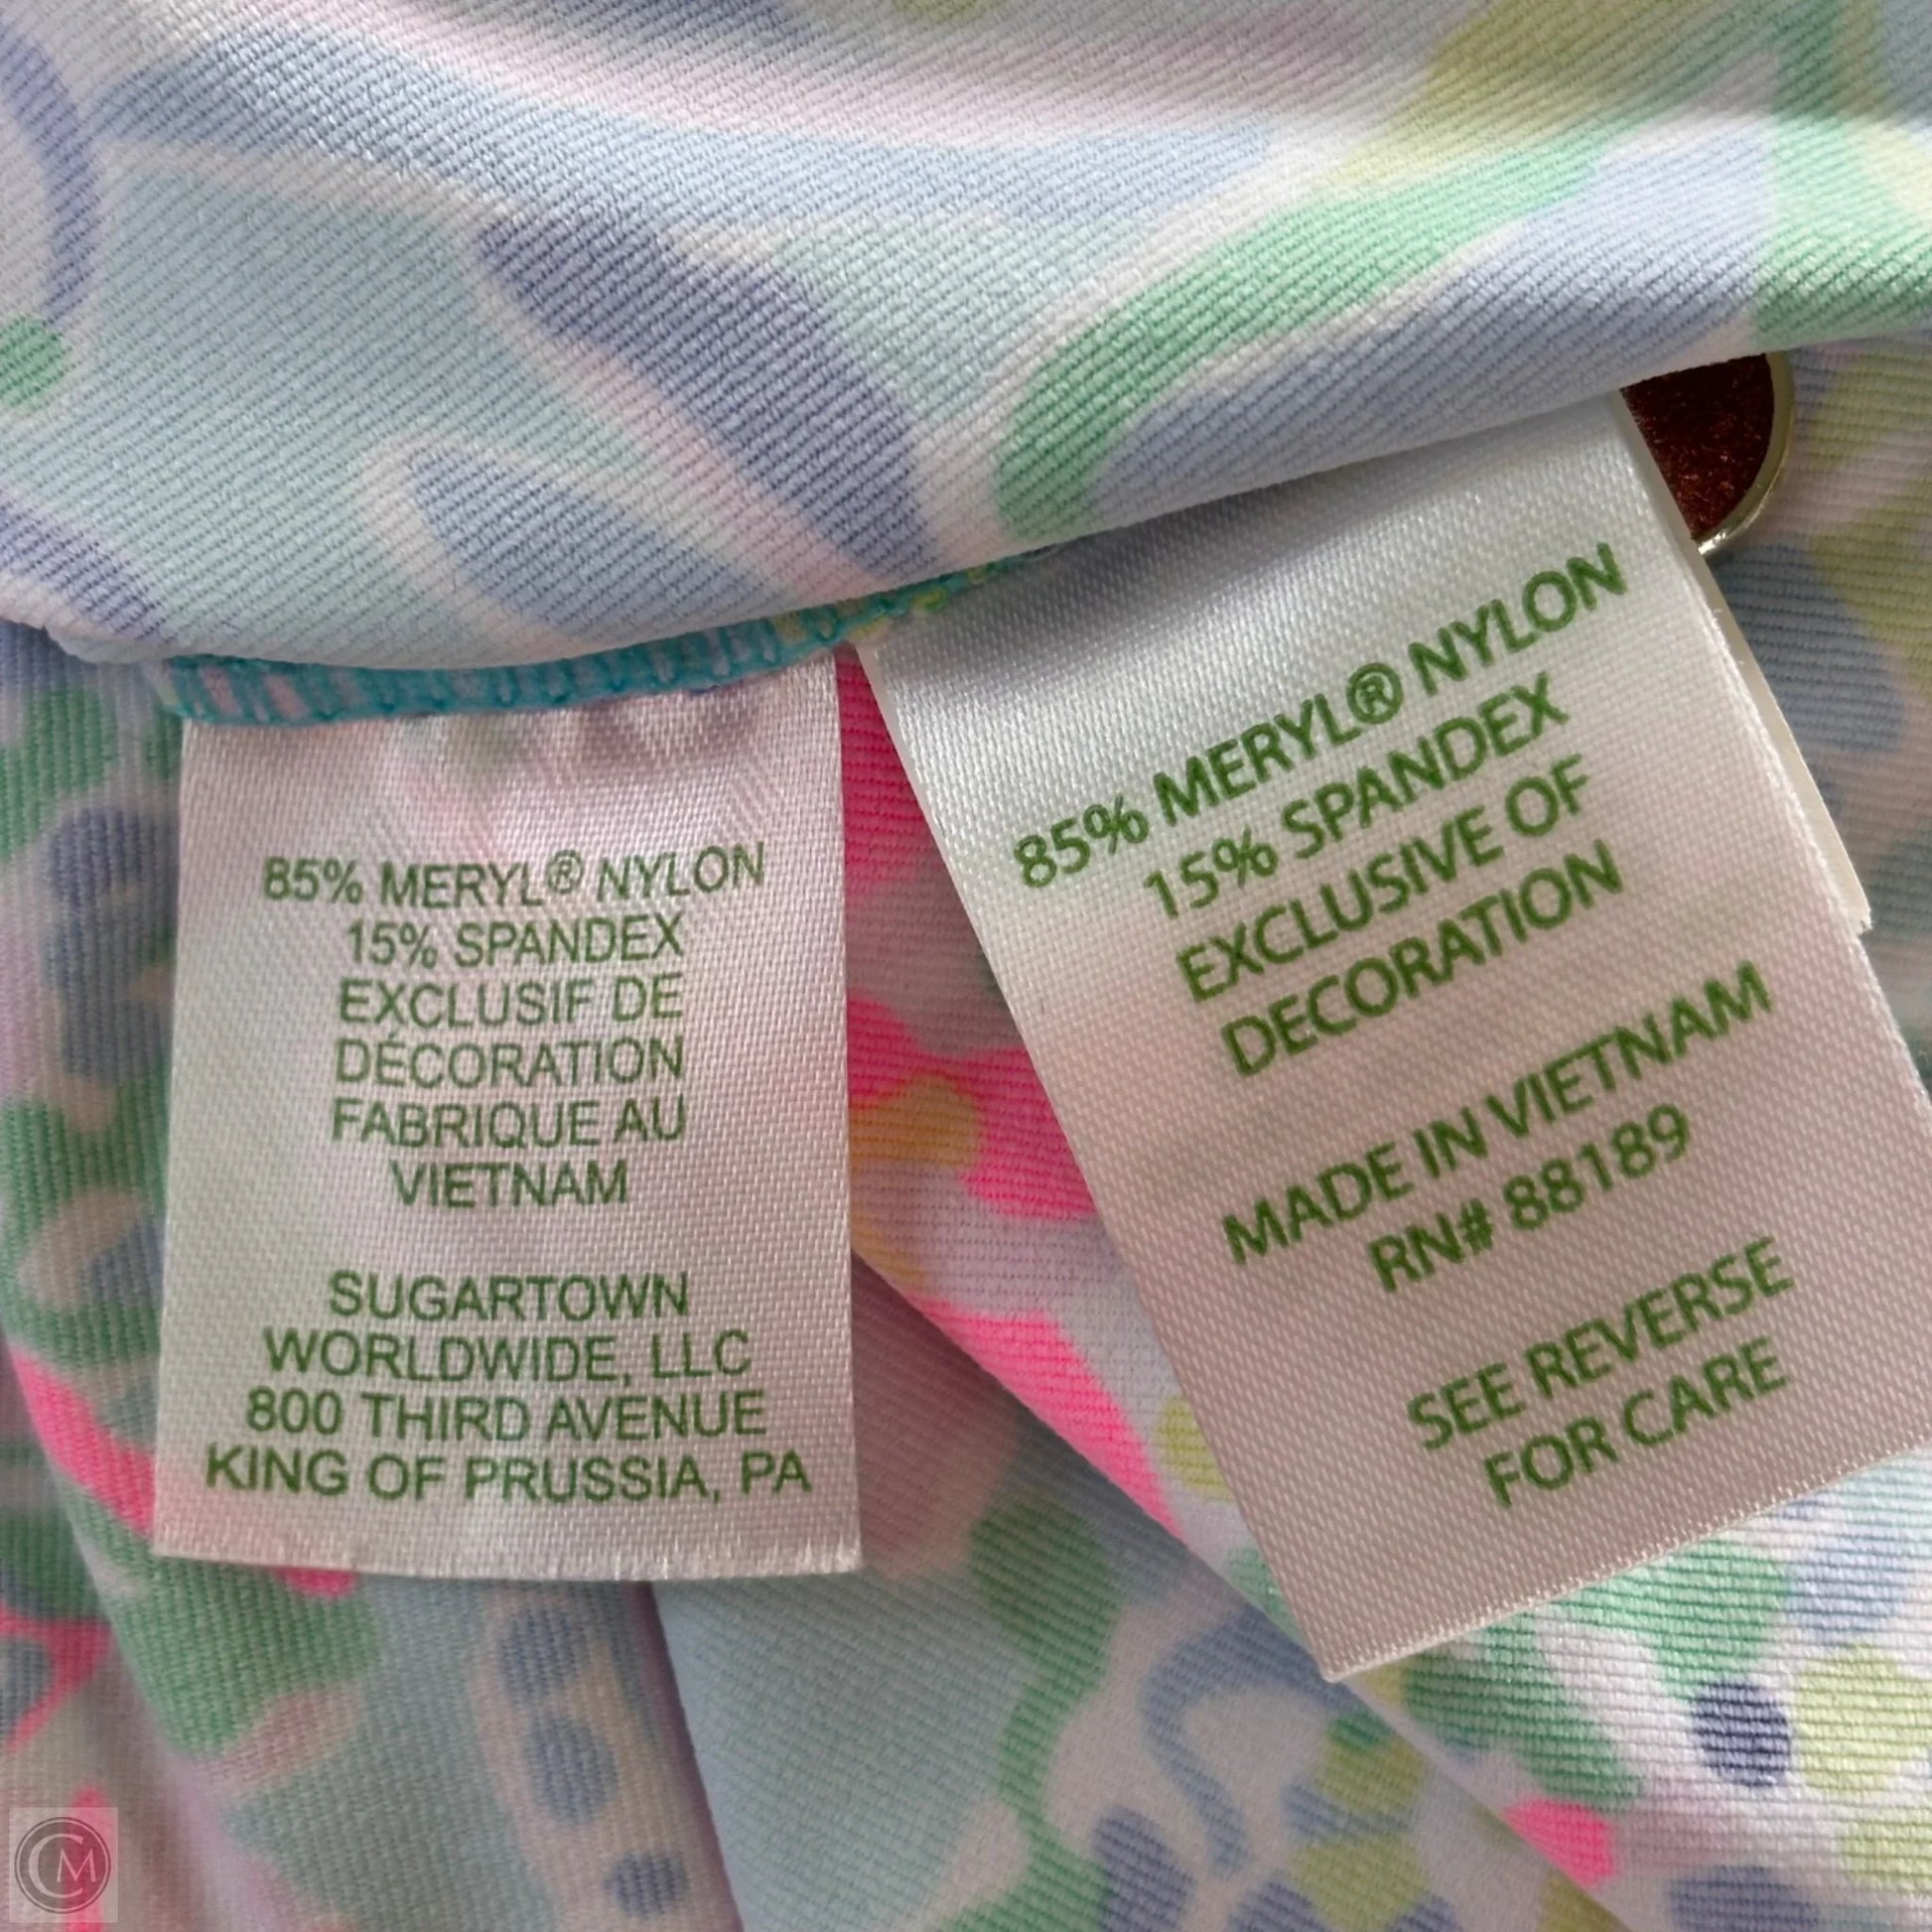 85% MERYL® NYLON
15% SPANDEX
EXCLUSIF DE
DÉCORATION
FABRIQUE AU
VIETNAM
SUGARTOWN
WORLDWIDE, LLC
800 THIRD AVENUE
KING OF PRUSSIA, PA
85% MERYL® NYLON
15% SPANDEX
EXCLUSIVE OF
DECORATION
MADE IN VIETNAM
RN# 88189
SEE REVERSE
FOR CARE
CM